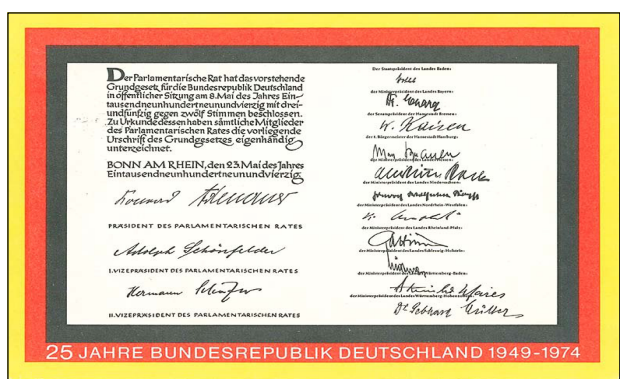 Der Parlamentarische Rat hat das vorstehende
Grundgesetz für die Bundesrepublik Deutschland
in öffentlicher Sitzung am 8. Mai des Jahres Ein-
tausendneunhundertneunundvierzig mit drei-
undfünfzig gegen zwölf Stimmen beschlossen.
Zu Urkunde dessen haben sämtliche Mitglieder
des Parlamentarischen Rates die vorliegende
Urschrift des Grundgesetzes eigenhändig
unterzeichnet.
BONN AM RHEIN, den 23. Mai des Jahres
Eintausendneunhundertneunundvierzig.
Konrad Adenauer
PRÄSIDENT DES PARLAMENTARISCHEN RATES
Adolph Schönfelder
I. VIZEPRÄSIDENT DES PARLAMENTARISCHEN RATES
Hermann Schäfer
II. VIZEPRÄSIDENT DES PARLAMENTARISCHEN RATES
Der Staatspräsident des Landes Baden:
der Ministerpräsident des Landes Bayern:
der Senatspräsident der Hansestadt Bremen:
W. Kaisen
der 1. Bürgermeister der Hansestadt Hamburg:
Max Brauer
der Ministerpräsident des Landes Hessen:
der Ministerpräsident des Landes Niedersachsen:
der Ministerpräsident des Landes Nordrhein-Westfalen:
der Ministerpräsident des Landes Rheinland-Pfalz:
der Ministerpräsident des Landes Schleswig-Holstein:
der Ministerpräsident des Landes Württemberg-Baden:
Reinhold Maier
Dr. Gebhard Müller
25 JAHRE BUNDESREPUBLIK DEUTSCHLAND 1949-1974